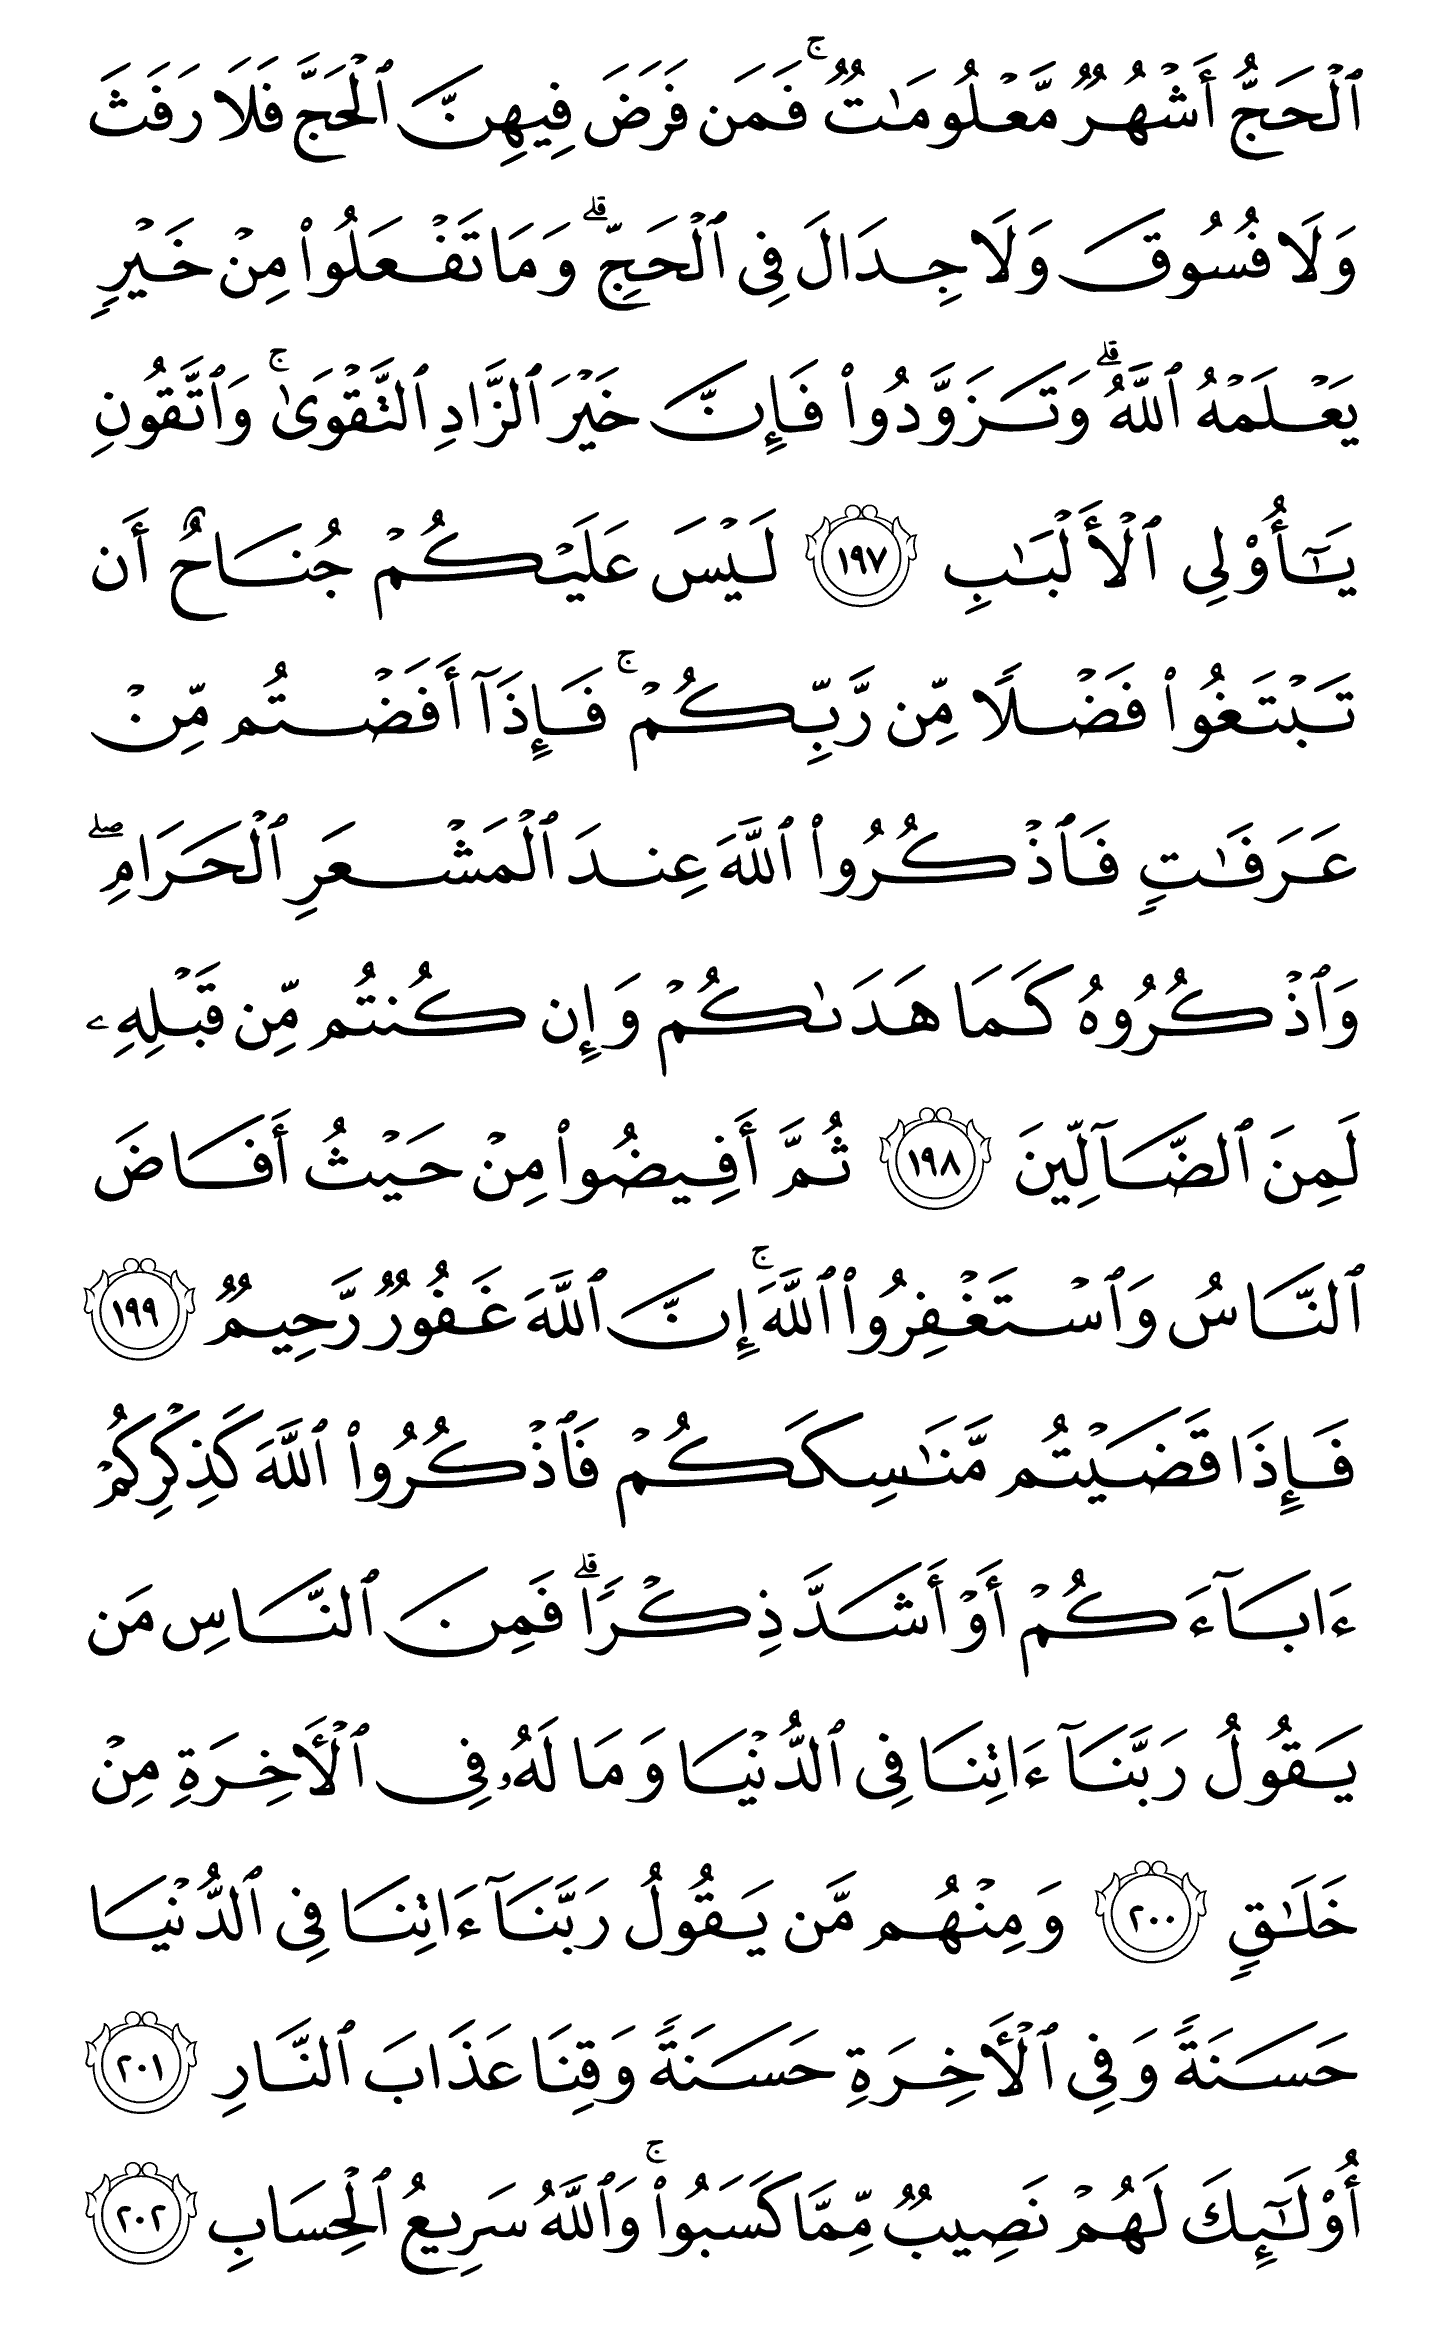 ٱلۡحَجُّ أَشۡهُرٌ مَّعۡلُومَٰتٌۚ فَمَن فَرَضَ فِيهِنَّ ٱلۡحَجَّ فَلَا رَفَثَ
وَلَا فُسُوقَ وَلَا جِدَالَ فِي ٱلۡحَجِّۗ وَمَا تَفۡعَلُواْ مِنۡ خَيۡرٖ
يَعۡلَمۡهُ ٱللَّهُۗ وَتَزَوَّدُواْ فَإِنَّ خَيۡرَ ٱلزَّادِ ٱلتَّقۡوَىٰۚ وَٱتَّقُونِ
يَٰٓأُوْلِي ٱلۡأَلۡبَٰبِ ١٩٧ لَيۡسَ عَلَيۡكُمۡ جُنَاحٌ أَن
تَبۡتَغُواْ فَضۡلٗا مِّن رَّبِّكُمۡۚ فَإِذَآ أَفَضۡتُم مِّنۡ
عَرَفَٰتٖ فَٱذۡكُرُواْ ٱللَّهَ عِندَ ٱلۡمَشۡعَرِ ٱلۡحَرَامِۖ
وَٱذۡكُرُوهُ كَمَا هَدَىٰكُمۡ وَإِن كُنتُم مِّن قَبۡلِهِۦ
لَمِنَ ٱلضَّآلِّينَ ١٩٨ ثُمَّ أَفِيضُواْ مِنۡ حَيۡثُ أَفَاضَ
ٱلنَّاسُ وَٱسۡتَغۡفِرُواْ ٱللَّهَۚ إِنَّ ٱللَّهَ غَفُورٞ رَّحِيمٞ ١٩٩
فَإِذَا قَضَيۡتُم مَّنَٰسِكَكُمۡ فَٱذۡكُرُواْ ٱللَّهَ كَذِكۡرِكُمۡ
ءَابَآءَكُمۡ أَوۡ أَشَدَّ ذِكۡرٗاۗ فَمِنَ ٱلنَّاسِ مَن
يَقُولُ رَبَّنَآ ءَاتِنَا فِي ٱلدُّنۡيَا وَمَا لَهُۥ فِي ٱلۡأٓخِرَةِ مِنۡ
خَلَٰقٖ ٢٠٠ وَمِنۡهُم مَّن يَقُولُ رَبَّنَآ ءَاتِنَا فِي ٱلدُّنۡيَا
حَسَنَةٗ وَفِي ٱلۡأٓخِرَةِ حَسَنَةٗ وَقِنَا عَذَابَ ٱلنَّارِ ٢٠١
أُوْلَٰٓئِكَ لَهُمۡ نَصِيبٞ مِّمَّا كَسَبُواْۚ وَٱللَّهُ سَرِيعُ ٱلۡحِسَابِ ٢٠٢